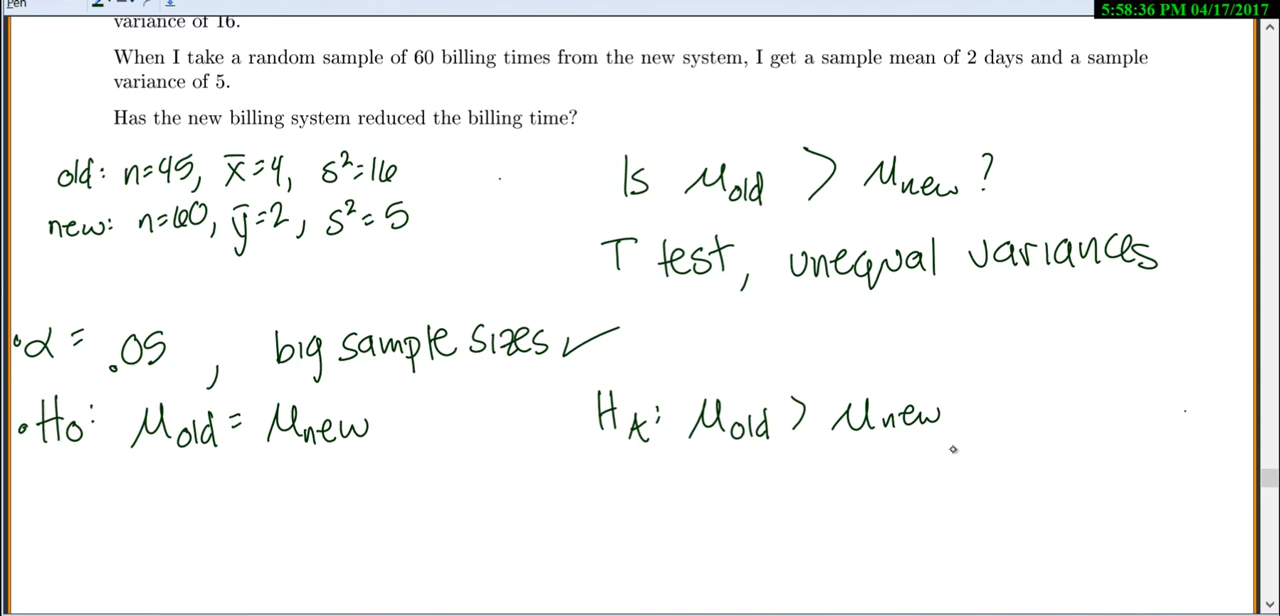 Pen
5:58:36 PM 04/17/2017
variance of 16.
When I take a random sample of 60 billing times from the new system, I get a sample mean of 2 days and a sample
variance of 5.
Has the new billing system reduced the billing time?
old: n=45, x̄=4, s²=16
new: n=60, ȳ=2, s²=5
Is μold > μnew?
T test, unequal variances
•α = .05, big sample sizes ✓
•H₀: μold = μnew
H_A: μold > μnew